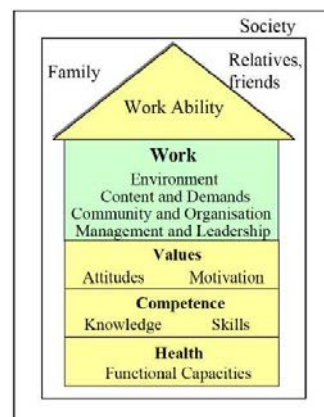 Society
Family
Relatives,
friends
Work Ability
Work
Environment
Content and Demands
Community and Organisation
Management and Leadership
Values
Attitudes Motivation
Competence
Knowledge Skills
Health
Functional Capacities